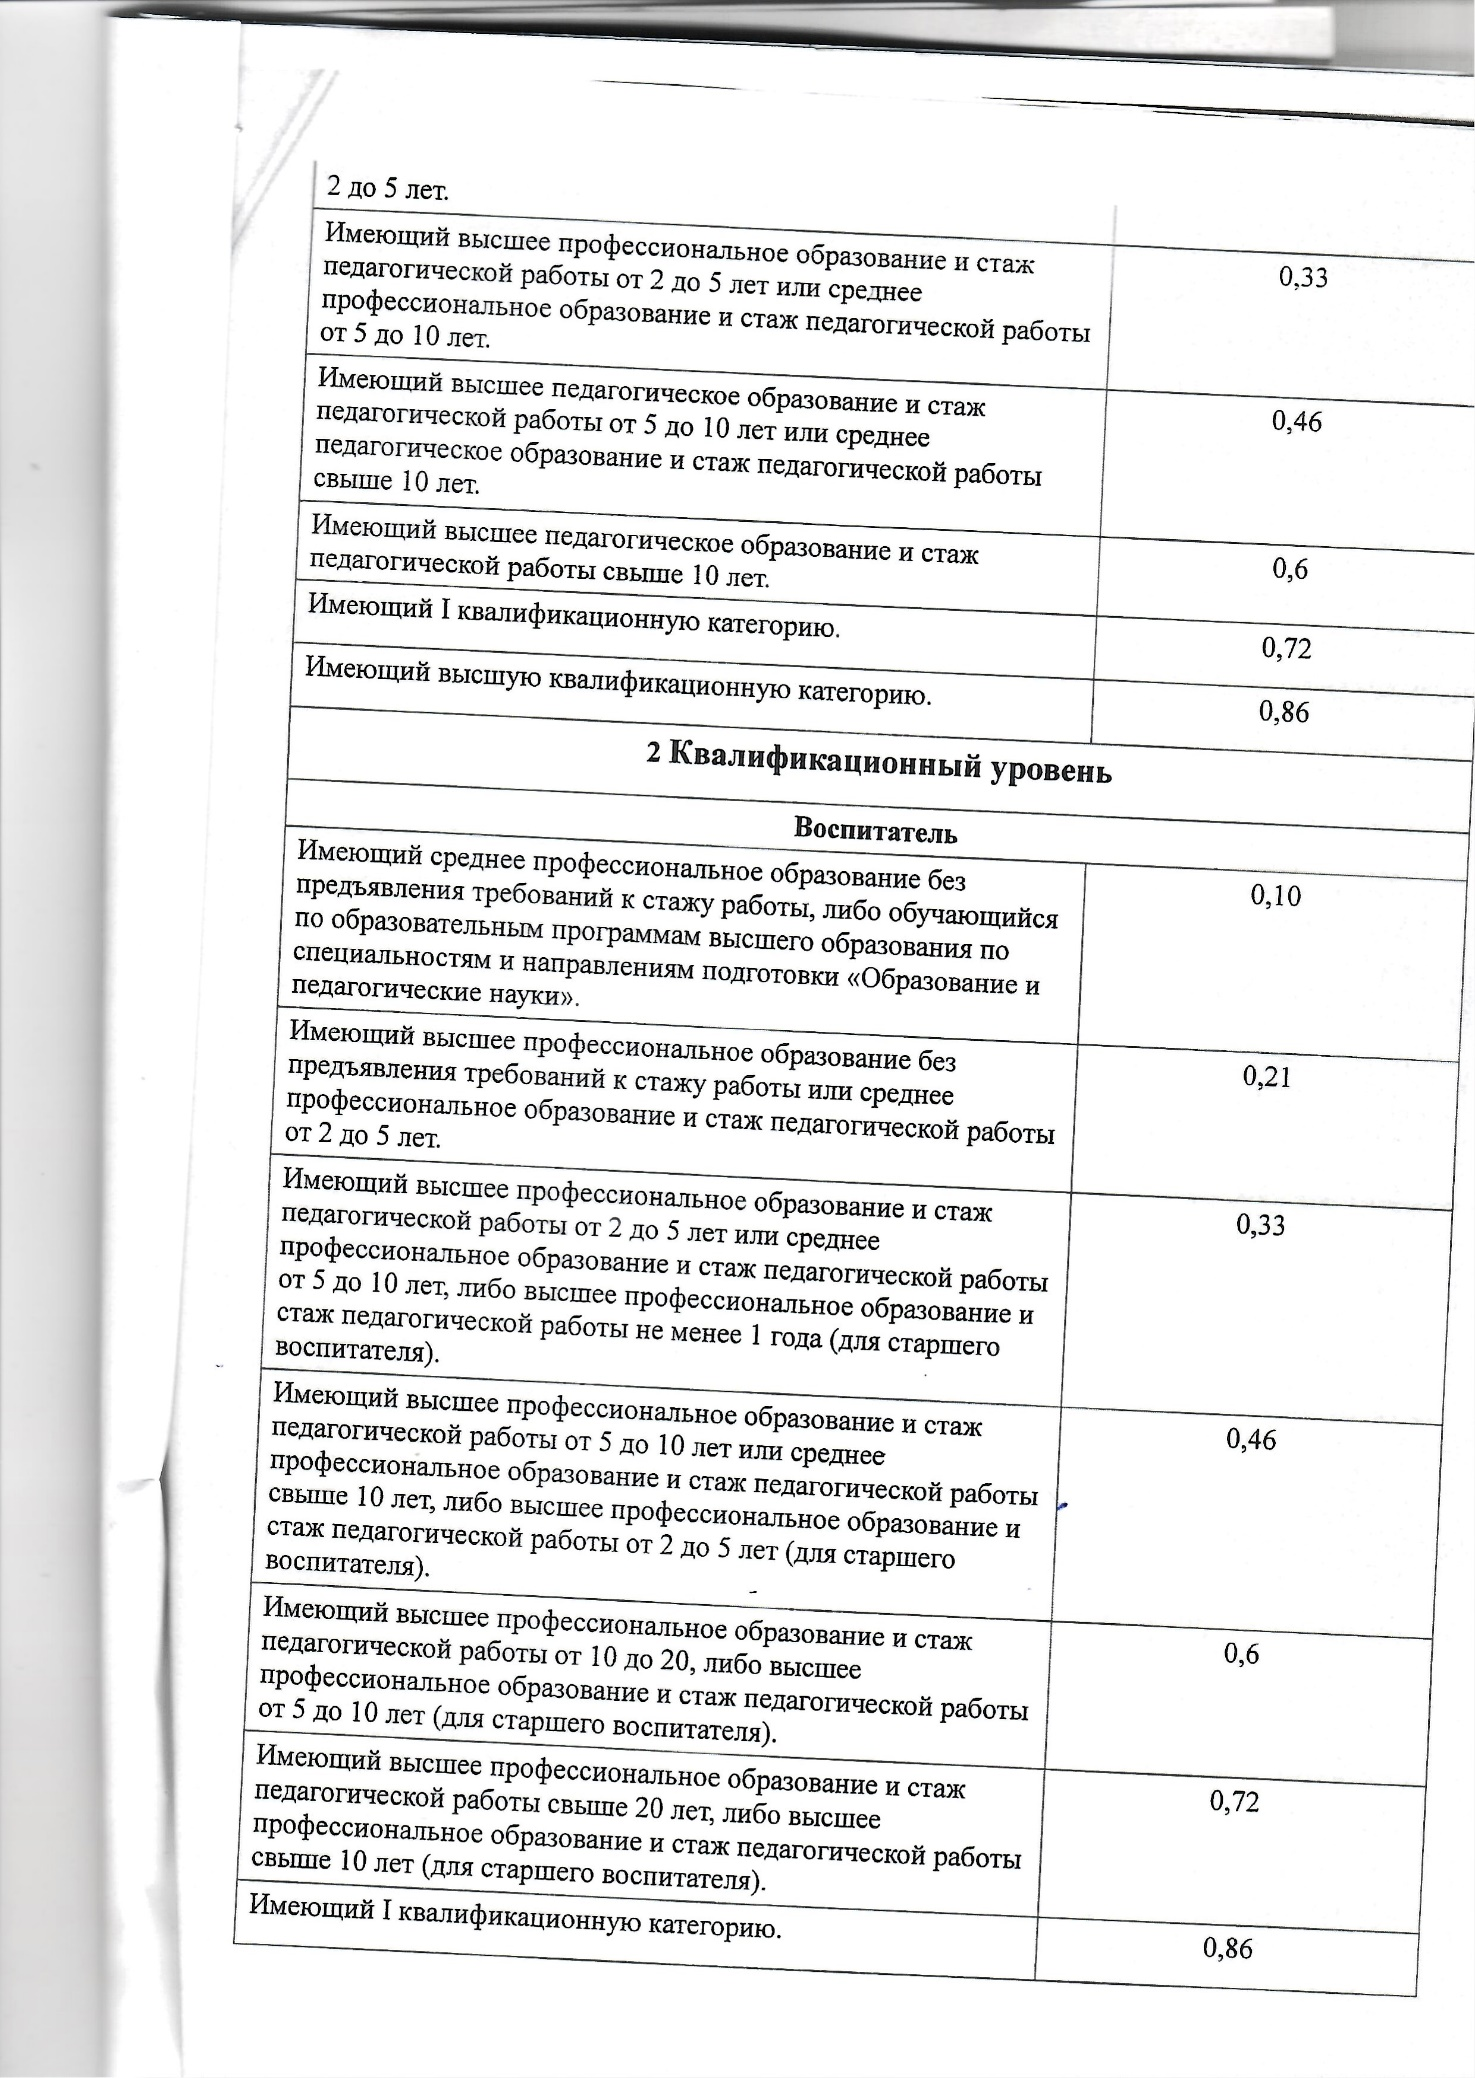 2 до 5 лет.
Имеющий высшее профессиональное образование и стаж
педагогической работы от 2 до 5 лет или среднее
профессиональное образование и стаж педагогической работы
от 5 до 10 лет.
0,33
Имеющий высшее педагогическое образование и стаж
педагогической работы от 5 до 10 лет или среднее
педагогическое образование и стаж педагогической работы
свыше 10 лет.
0,46
Имеющий высшее педагогическое образование и стаж
педагогической работы свыше 10 лет.
0,6
Имеющий I квалификационную категорию.
0,72
Имеющий высшую квалификационную категорию.
0,86
2 Квалификационный уровень
Воспитатель
Имеющий среднее профессиональное образование без
предъявления требований к стажу работы, либо обучающийся
по образовательным программам высшего образования по
специальностям и направлениям подготовки «Образование и
педагогические науки».
0,10
Имеющий высшее профессиональное образование без
предъявления требований к стажу работы или среднее
профессиональное образование и стаж педагогической работы
от 2 до 5 лет.
0,21
Имеющий высшее профессиональное образование и стаж
педагогической работы от 2 до 5 лет или среднее
профессиональное образование и стаж педагогической работы
от 5 до 10 лет, либо высшее профессиональное образование и
стаж педагогической работы не менее 1 года (для старшего
воспитателя).
0,33
Имеющий высшее профессиональное образование и стаж
педагогической работы от 5 до 10 лет или среднее
профессиональное образование и стаж педагогической работы
свыше 10 лет, либо высшее профессиональное образование и
стаж педагогической работы от 2 до 5 лет (для старшего
воспитателя).
0,46
Имеющий высшее профессиональное образование и стаж
педагогической работы от 10 до 20, либо высшее
профессиональное образование и стаж педагогической работы
от 5 до 10 лет (для старшего воспитателя).
0,6
Имеющий высшее профессиональное образование и стаж
педагогической работы свыше 20 лет, либо высшее
профессиональное образование и стаж педагогической работы
свыше 10 лет (для старшего воспитателя).
0,72
Имеющий I квалификационную категорию.
0,86